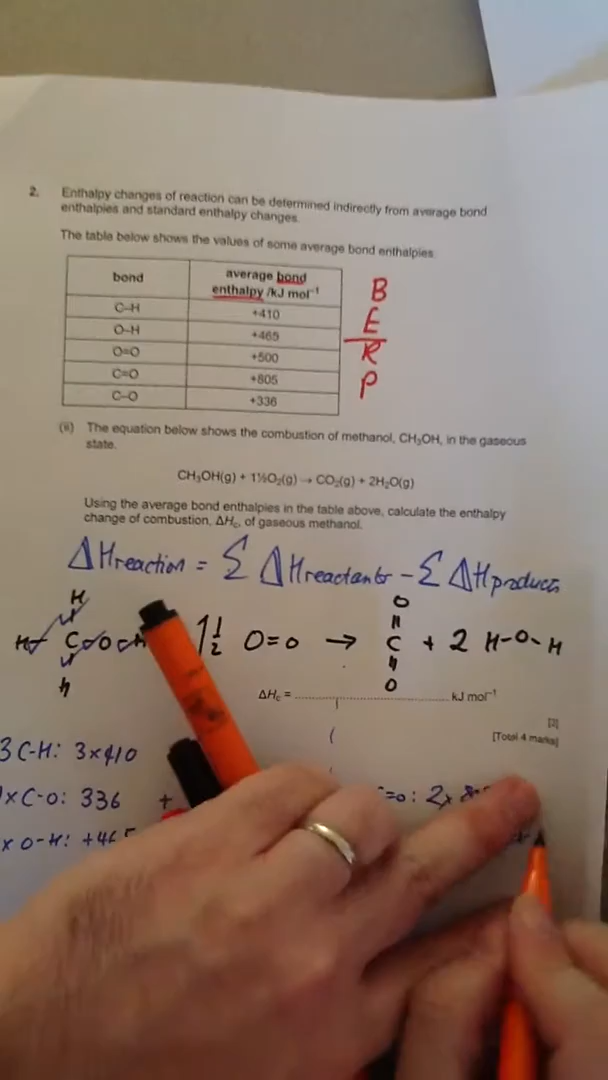 2. Enthalpy changes of reaction can be determined indirectly from average bond
enthalpies and standard enthalpy changes.
The table below shows the values of some average bond enthalpies
bond average bond
enthalpy /kJ mol⁻¹
C–H +410
O–H +465
O=O +500
C=O +805
C–O +336
B
E
R
P
(ii) The equation below shows the combustion of methanol, CH₃OH, in the gaseous
state.
CH₃OH(g) + 1½O₂(g) → CO₂(g) + 2H₂O(g)
Using the average bond enthalpies in the table above, calculate the enthalpy
change of combustion, ΔHc, of gaseous methanol.
ΔHreaction = Σ ΔHreactants - Σ ΔHproducts
H
H C O H 1½ O=O → O=C=O + 2 H-O-H
H
ΔHc = .......... kJ mol⁻¹
[3]
[Total 4 marks]
3 C-H: 3×410
×C-O: 336 +
=O: 2×
× O-H: +465